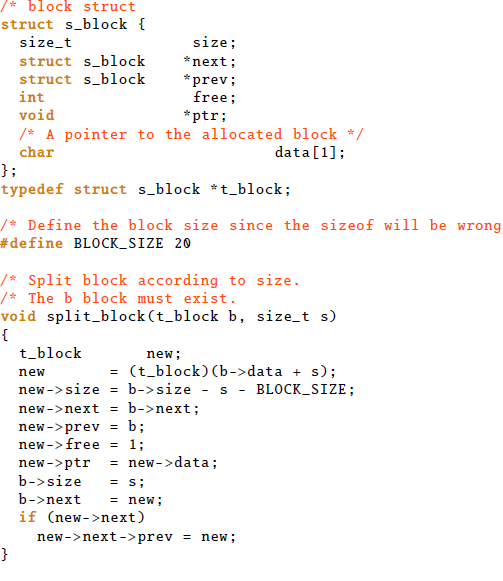 /* block struct
struct s_block {
  size_t             size;
  struct s_block    *next;
  struct s_block    *prev;
  int                free;
  void              *ptr;
  /* A pointer to the allocated block */
  char                        data[1];
};
typedef struct s_block *t_block;

/* Define the block size since the sizeof will be wrong
#define BLOCK_SIZE 20

/* Split block according to size.
/* The b block must exist.
void split_block(t_block b, size_t s)
{
  t_block       new;
  new       = (t_block)(b->data + s);
  new->size = b->size - s - BLOCK_SIZE;
  new->next = b->next;
  new->prev = b;
  new->free = 1;
  new->ptr  = new->data;
  b->size   = s;
  b->next   = new;
  if (new->next)
    new->next->prev = new;
}